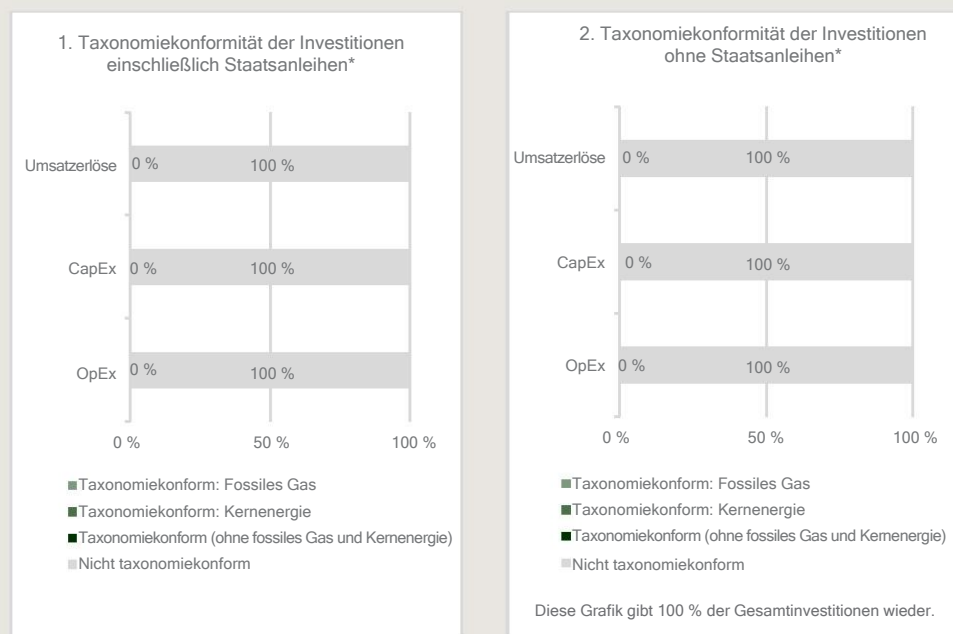 1. Taxonomiekonformität der Investitionen
einschließlich Staatsanleihen*
Umsatzerlöse 0 % 100 %
CapEx 0 % 100 %
OpEx 0 % 100 %
0 % 50 % 100 %
Taxonomiekonform: Fossiles Gas
Taxonomiekonform: Kernenergie
Taxonomiekonform (ohne fossiles Gas und Kernenergie)
Nicht taxonomiekonform
2. Taxonomiekonformität der Investitionen
ohne Staatsanleihen*
Umsatzerlöse 0 % 100 %
CapEx 0 % 100 %
OpEx 0 % 100 %
0 % 50 % 100 %
Taxonomiekonform: Fossiles Gas
Taxonomiekonform: Kernenergie
Taxonomiekonform (ohne fossiles Gas und Kernenergie)
Nicht taxonomiekonform
Diese Grafik gibt 100 % der Gesamtinvestitionen wieder.